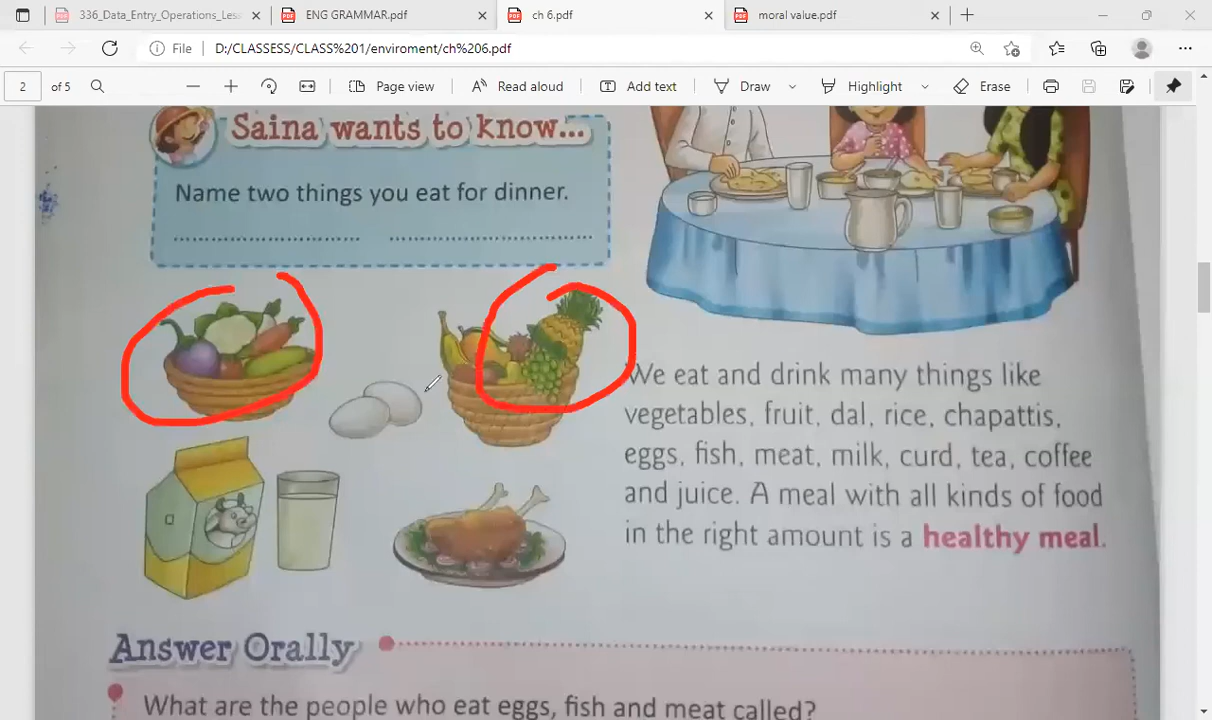 336_Data_Entry_Operations_Less
ENG GRAMMAR.pdf
ch 6.pdf
moral value.pdf
File
D:/CLASSESS/CLASS%201/enviroment/ch%206.pdf
2 of 5
Page view
Read aloud
Add text
Draw
Highlight
Erase
Saina wants to know...
Name two things you eat for dinner.
We eat and drink many things like
vegetables, fruit, dal, rice, chapattis,
eggs, fish, meat, milk, curd, tea, coffee
and juice. A meal with all kinds of food
in the right amount is a healthy meal.
Answer Orally
What are the people who eat eggs, fish and meat called?